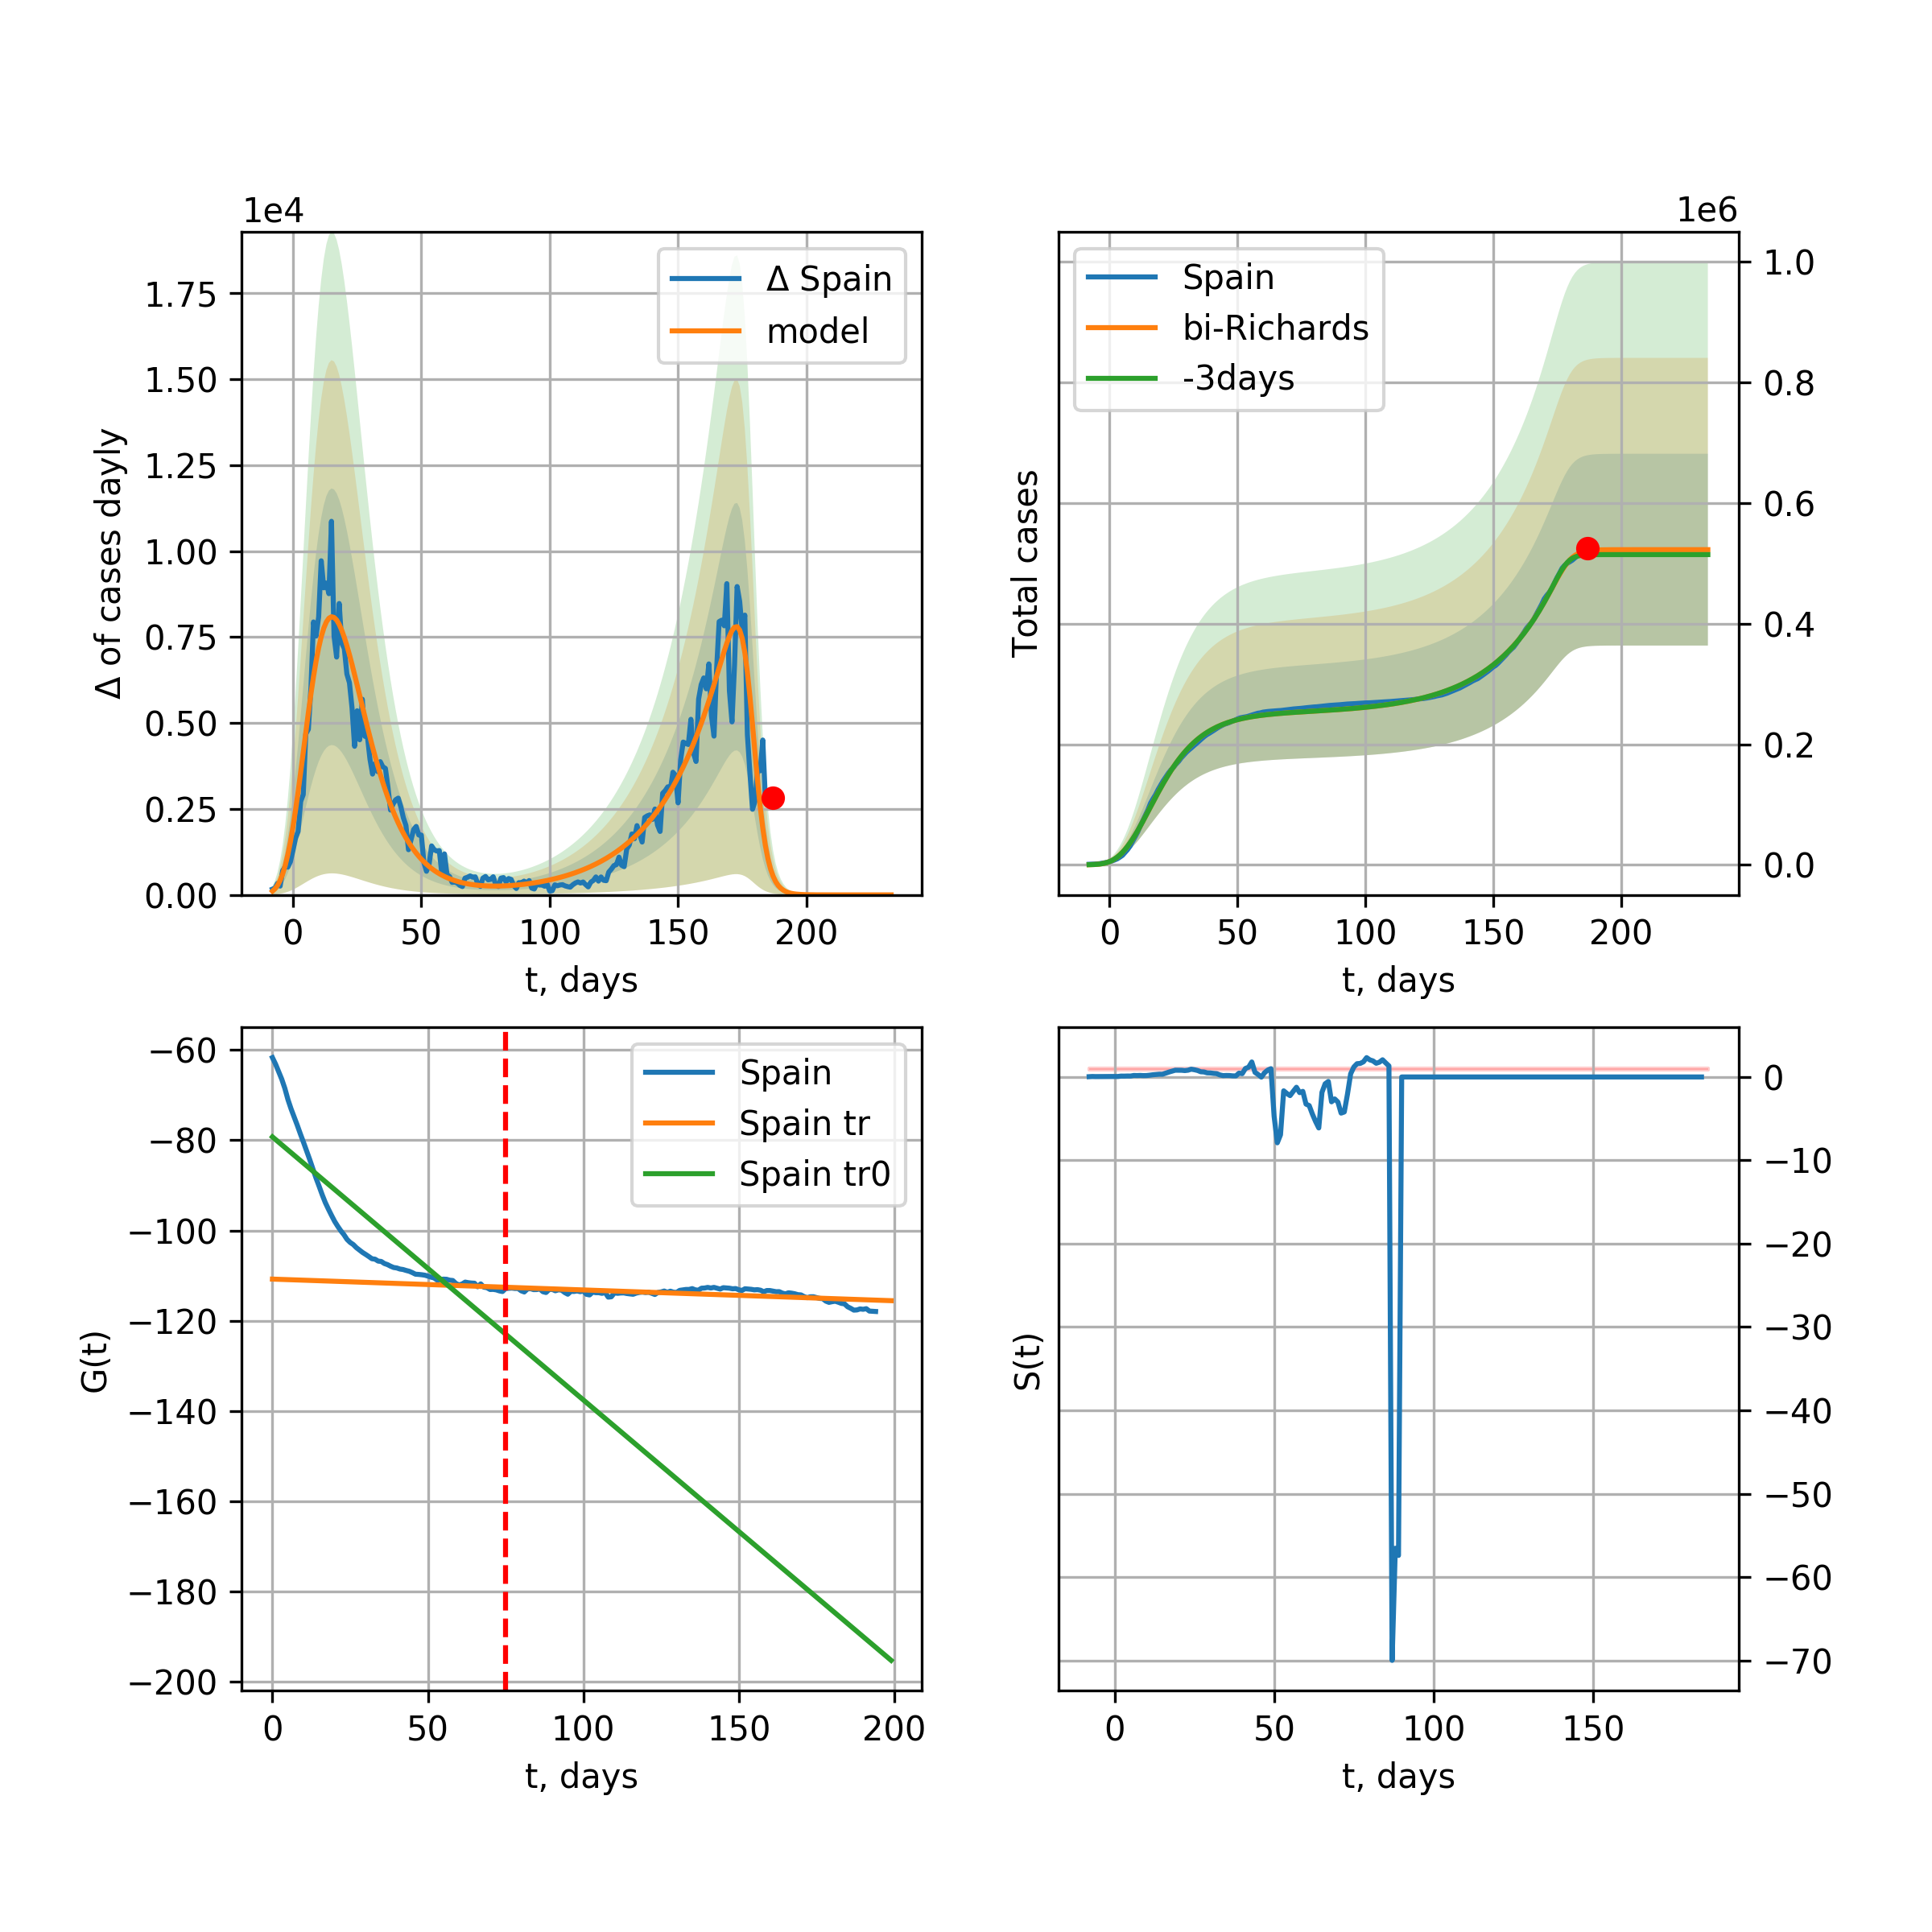 1e4
Δ of cases dayly
1.75
1.50
1.25
1.00
0.75
0.50
0.25
0.00
Δ Spain
model
0 50 100 150 200
t, days
1e6
Total cases
Spain
bi-Richards
-3days
1.0
0.8
0.6
0.4
0.2
0.0
0 50 100 150 200
t, days
G(t)
−60
−80
−100
−120
−140
−160
−180
−200
Spain
Spain tr
Spain tr0
0 50 100 150 200
t, days
S(t)
0
−10
−20
−30
−40
−50
−60
−70
0 50 100 150
t, days